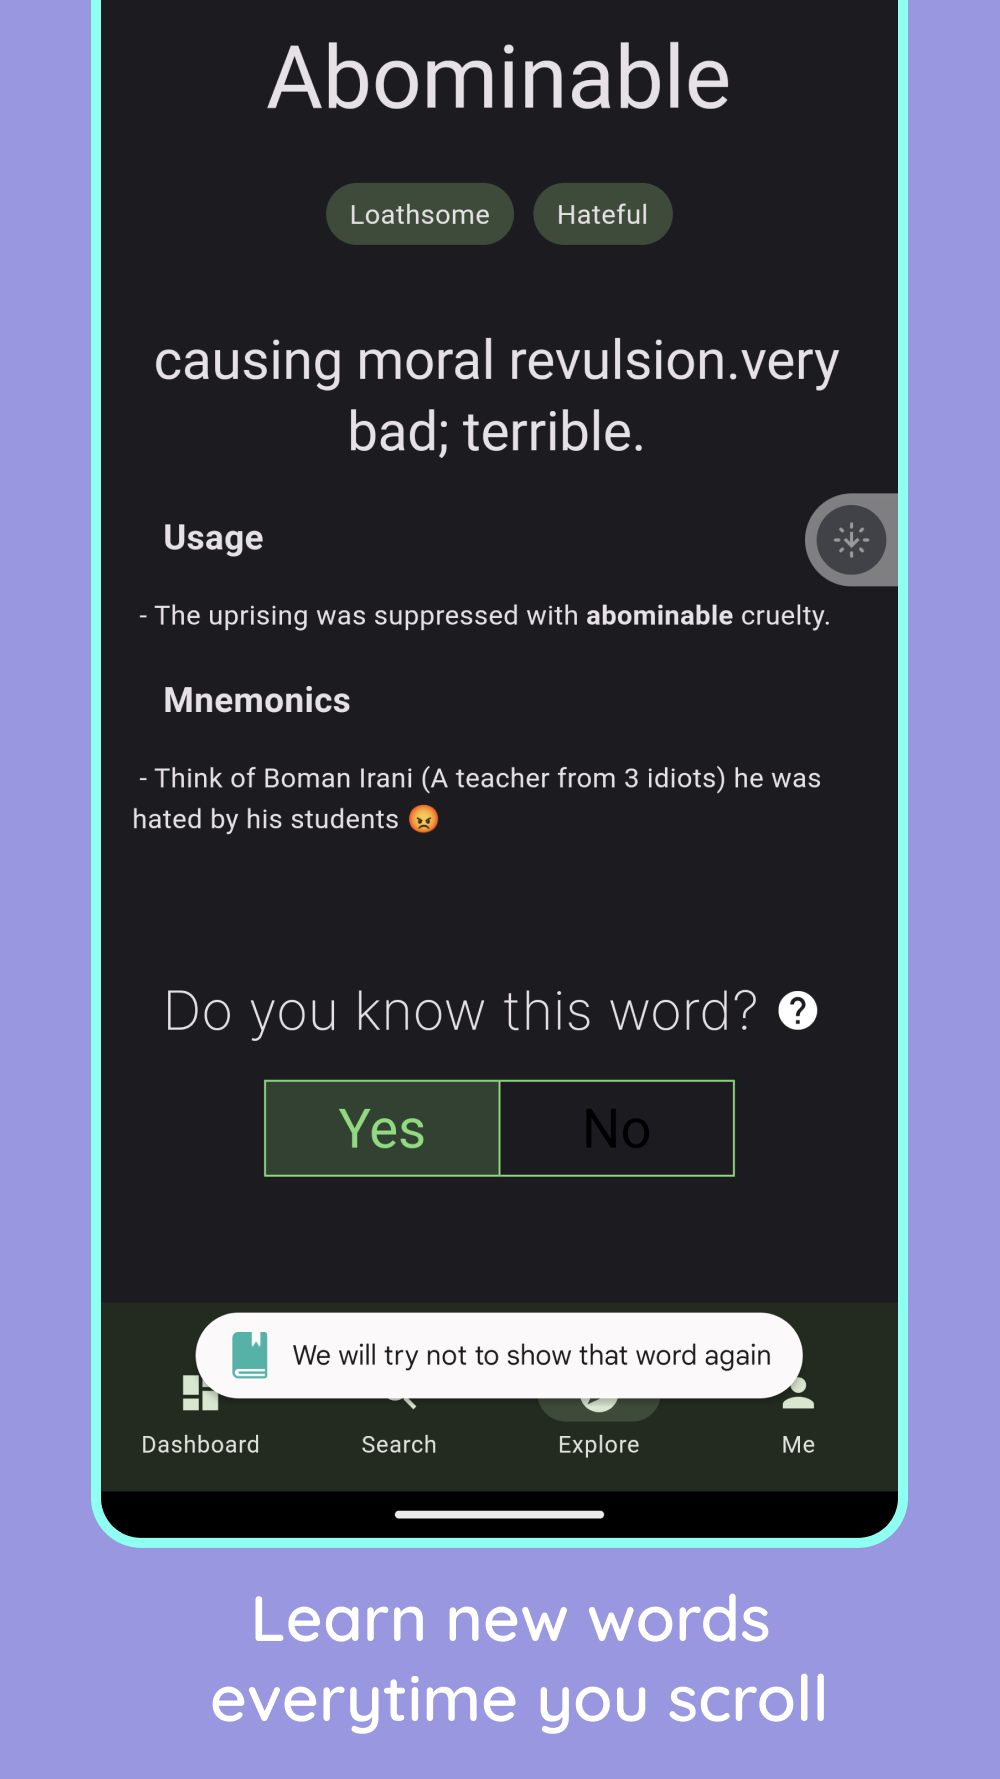 Abominable
Loathsome Hateful
causing moral revulsion.very
bad; terrible.
Usage
- The uprising was suppressed with abominable cruelty.
Mnemonics
- Think of Boman Irani (A teacher from 3 idiots) he was
hated by his students 😡
Do you know this word? ?
Yes No
We will try not to show that word again
Dashboard Search Explore Me
Learn new words
everytime you scroll